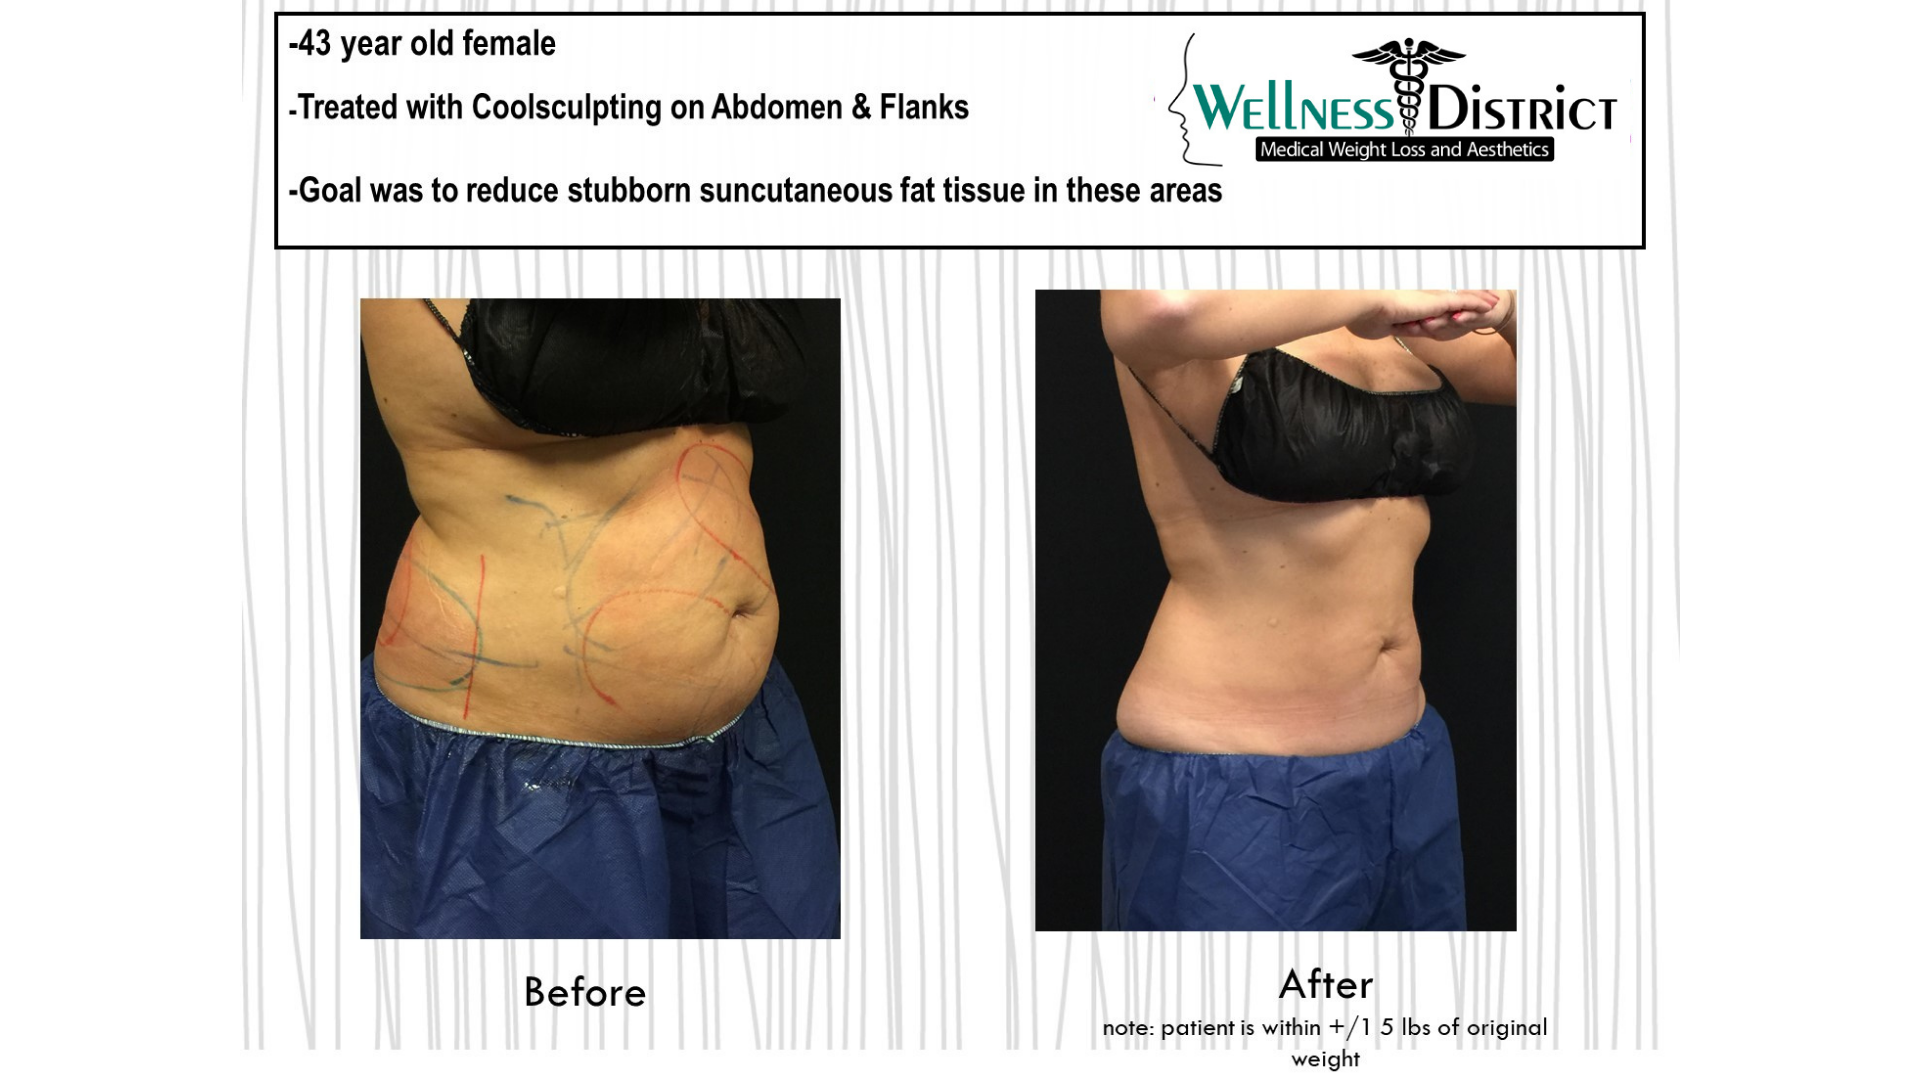 -43 year old female
-Treated with Coolsculpting on Abdomen & Flanks
-Goal was to reduce stubborn suncutaneous fat tissue in these areas
WELLNESS DISTRICT
Medical Weight Loss and Aesthetics
Before
After
note: patient is within +/1 5 lbs of original
weight